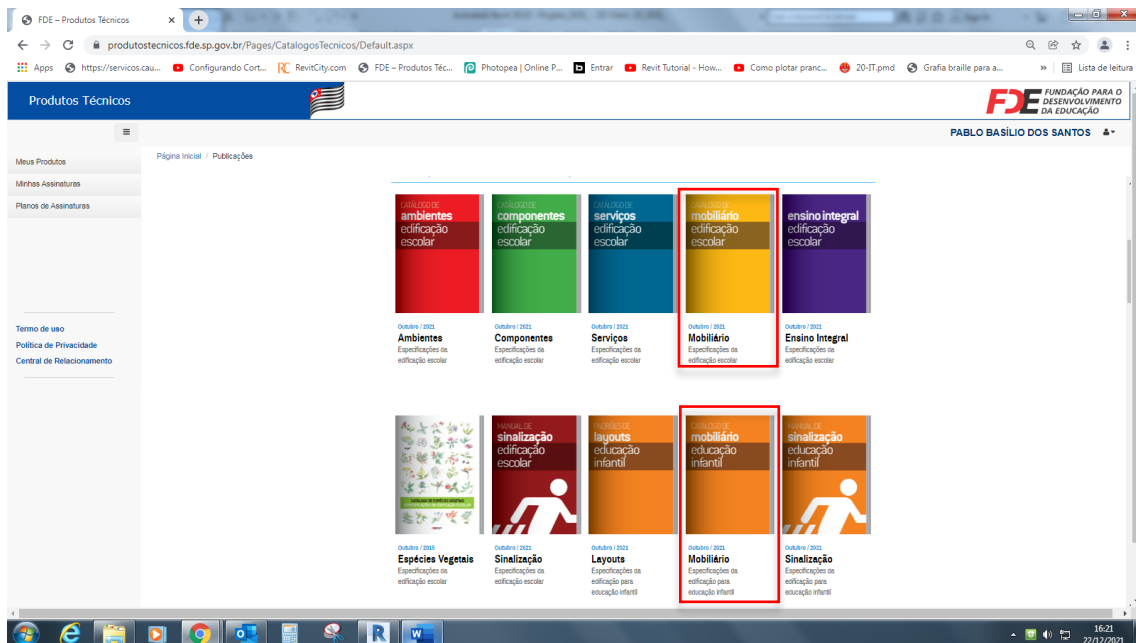 FDE – Produtos Técnicos
produtostecnicos.fde.sp.gov.br/Pages/CatalogosTecnicos/Default.aspx
Apps https://servicos.cau... Configurando Cort... RevitCity.com FDE – Produtos Téc... Photopea | Online P... Entrar Revit Tutorial - How... Como plotar pranc... 20-IT.pmd Grafia braille para a... » Lista de leitura
Produtos Técnicos
FDE FUNDAÇÃO PARA O
DESENVOLVIMENTO
DA EDUCAÇÃO
PABLO BASÍLIO DOS SANTOS
Meus Produtos
Minhas Assinaturas
Planos de Assinaturas
Termo de uso
Política de Privacidade
Central de Relacionamento
Página Inicial / Publicações
CATÁLOGO DE
ambientes
edificação
escolar
CATÁLOGO DE
componentes
edificação
escolar
CATÁLOGO DE
serviços
edificação
escolar
CATÁLOGO DE
mobiliário
edificação
escolar
ensino integral
edificação
escolar
Outubro / 2021
Ambientes
Especificações da
edificação escolar
Outubro / 2021
Componentes
Especificações da
edificação escolar
Outubro / 2021
Serviços
Especificações da
edificação escolar
Outubro / 2021
Mobiliário
Especificações da
edificação escolar
Outubro / 2021
Ensino Integral
Especificações da
edificação escolar
CATÁLOGO DE ESPÉCIES VEGETAIS
MANUAL DE
sinalização
edificação
escolar
PADRÕES DE
layouts
educação
infantil
CATÁLOGO DE
mobiliário
educação
infantil
MANUAL DE
sinalização
educação
infantil
Outubro / 2015
Espécies Vegetais
Especificações da
edificação escolar
Outubro / 2021
Sinalização
Especificações da
edificação escolar
Outubro / 2021
Layouts
Especificações da
edificação para
educação infantil
Outubro / 2021
Mobiliário
Especificações da
edificação para
educação infantil
Outubro / 2021
Sinalização
Especificações da
edificação para
educação infantil
16:21
22/12/2021